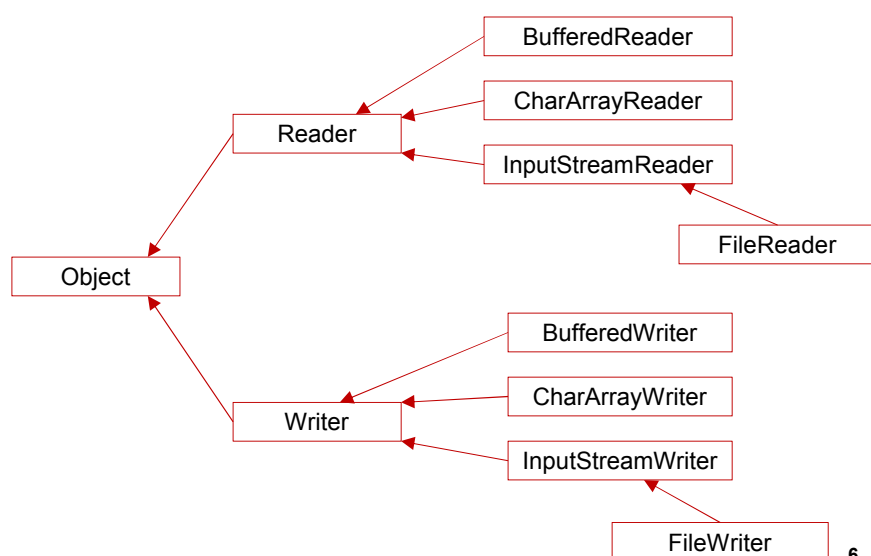 BufferedReader
CharArrayReader
Reader
InputStreamReader
FileReader
Object
BufferedWriter
CharArrayWriter
Writer
InputStreamWriter
FileWriter
6